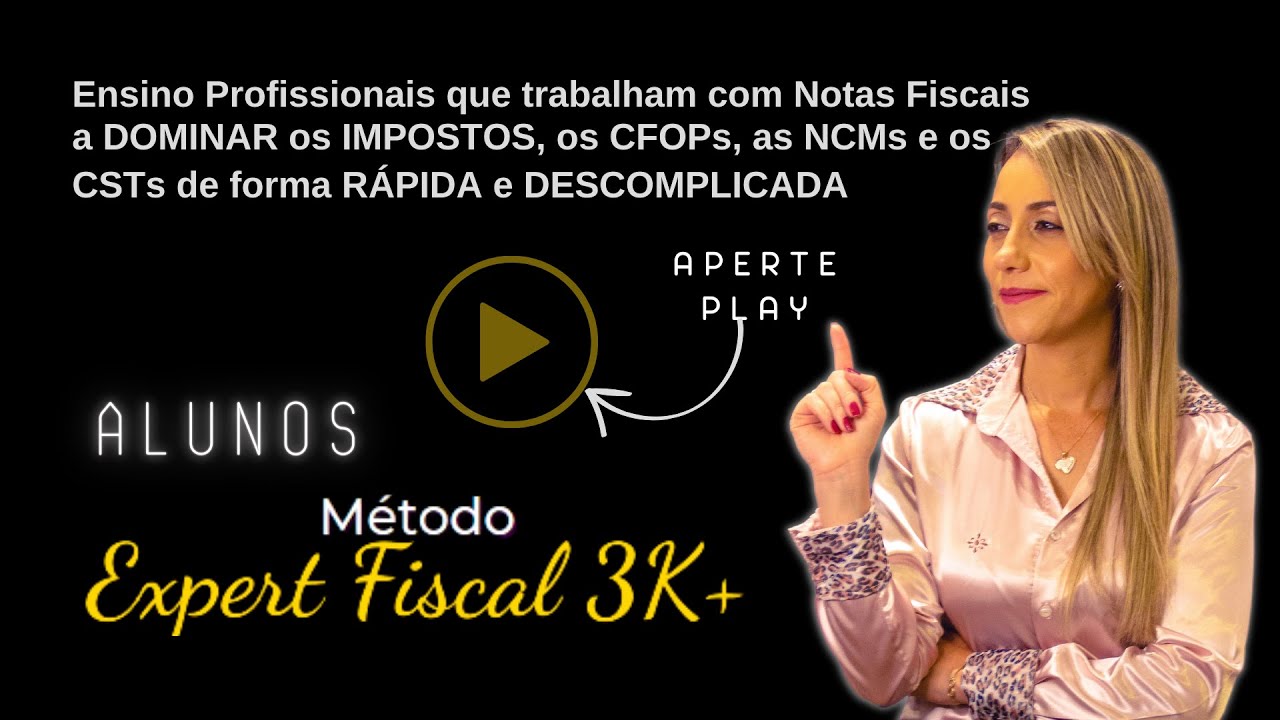 Ensino Profissionais que trabalham com Notas Fiscais
a DOMINAR os IMPOSTOS, os CFOPs, as NCMs e os
CSTs de forma RÁPIDA e DESCOMPLICADA
APERTE
PLAY
ALUNOS
Método
Expert Fiscal 3K+